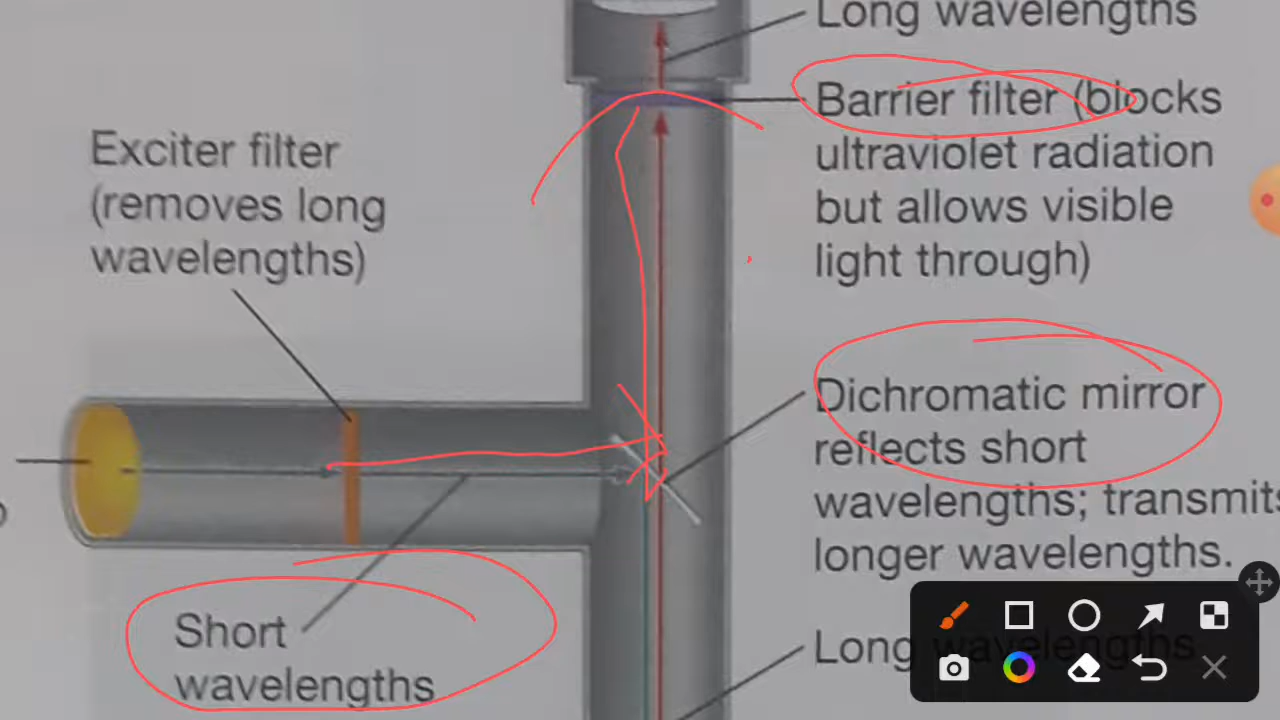 Long wavelengths
Barrier filter (blocks
ultraviolet radiation
but allows visible
light through)
Exciter filter
(removes long
wavelengths)
Dichromatic mirror
reflects short
wavelengths; transmits
longer wavelengths.
Short
wavelengths
Long wavelengths